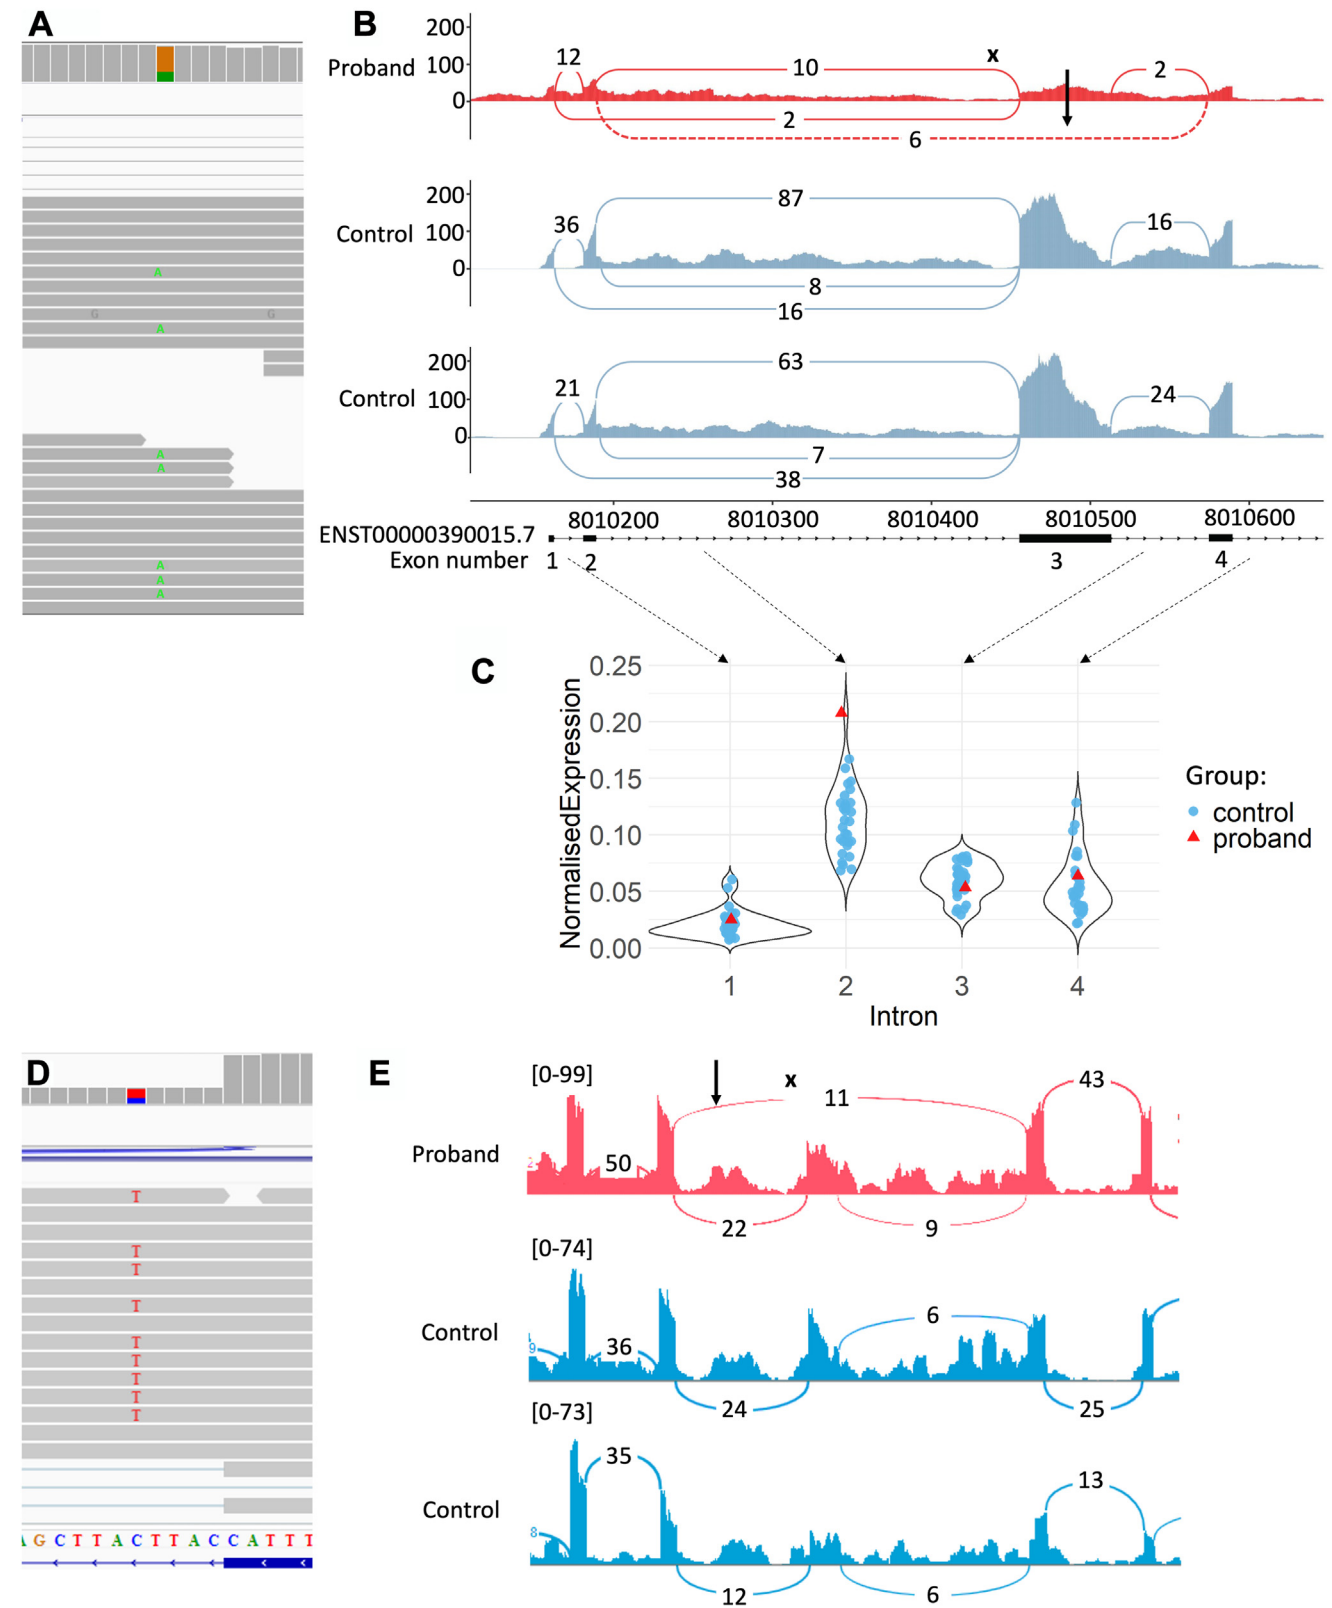 A
A
G
G
A
A
A
A
A
A
B
Proband
200
100
0
12
10
x
2
2
6
Control
200
100
0
36
87
16
8
16
Control
200
100
0
21
63
24
7
38
8010200 8010300 8010400 8010500 8010600
ENST00000390015.7
Exon number 1 2 3 4
C
NormalisedExpression
0.25
0.20
0.15
0.10
0.05
0.00
1 2 3 4
Intron
Group:
control
proband
D
T
T
T
T
T
T
T
T
T
A G C T T A C T T A C C A T T T
E
[0-99]
Proband
x
11
43
2
50
22
9
[0-74]
Control
9
36
6
24
25
[0-73]
Control
35
13
8
12
6